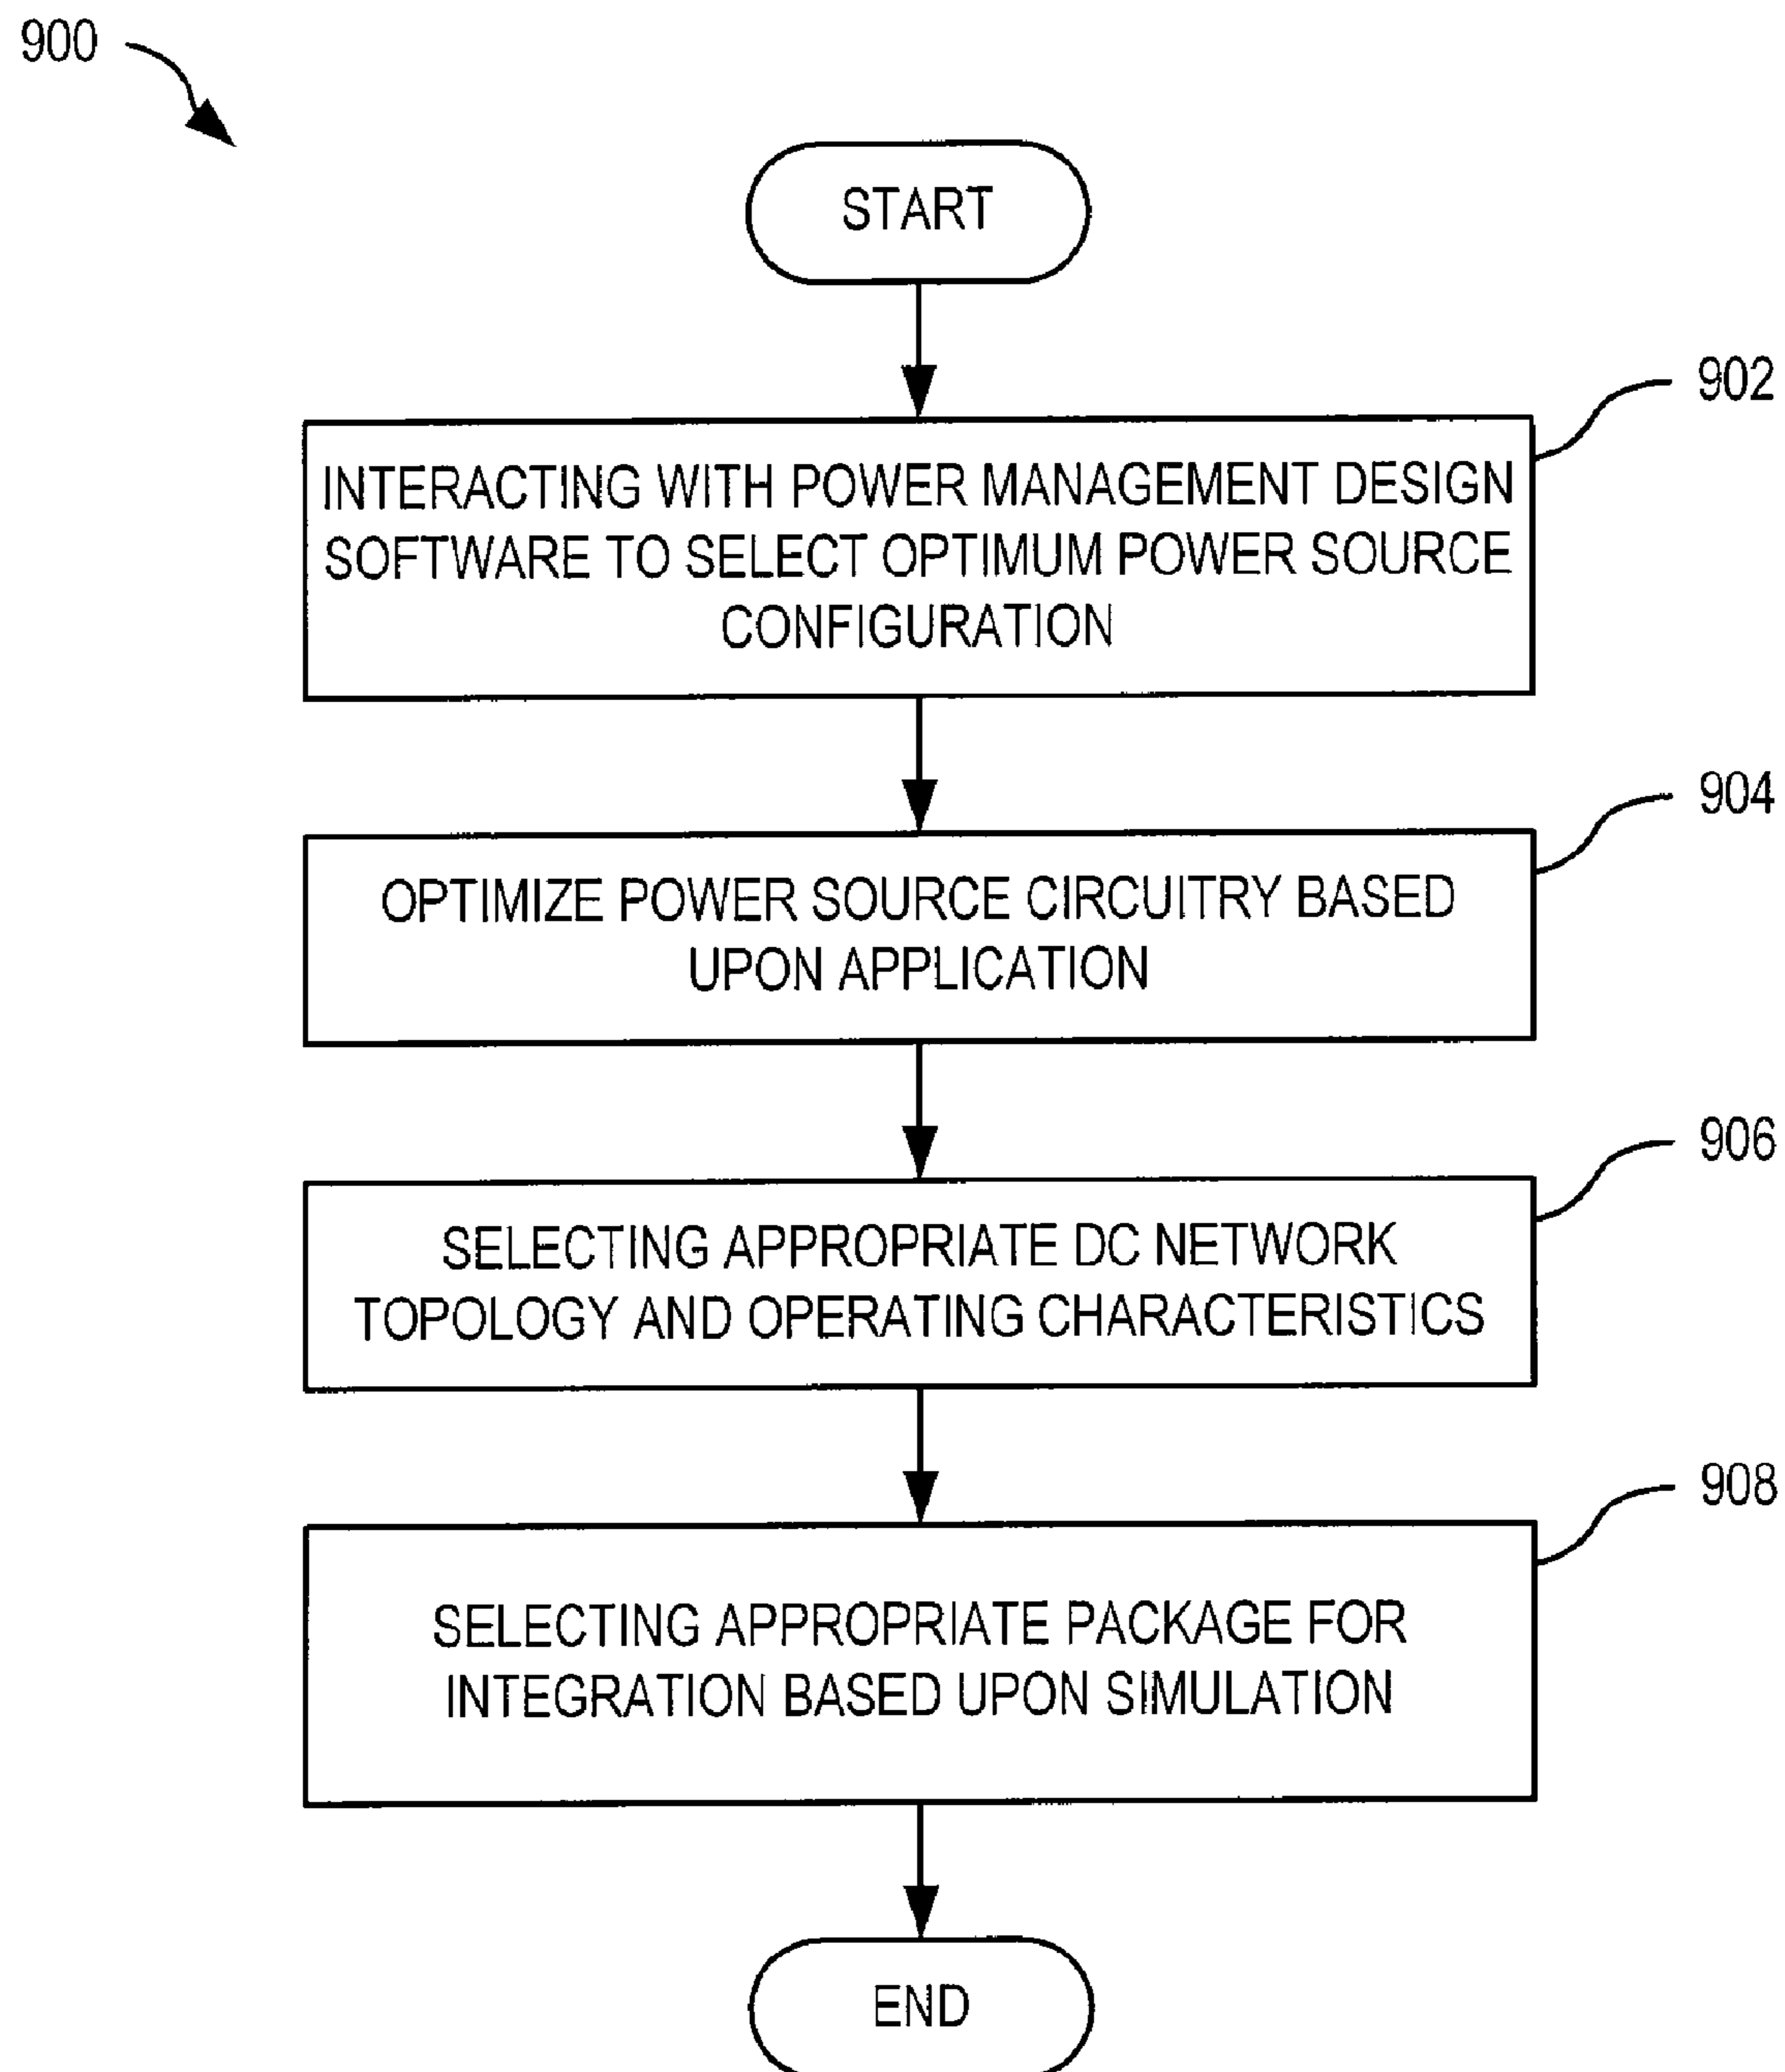 900
START
902
INTERACTING WITH POWER MANAGEMENT DESIGN
SOFTWARE TO SELECT OPTIMUM POWER SOURCE
CONFIGURATION
904
OPTIMIZE POWER SOURCE CIRCUITRY BASED
UPON APPLICATION
906
SELECTING APPROPRIATE DC NETWORK
TOPOLOGY AND OPERATING CHARACTERISTICS
908
SELECTING APPROPRIATE PACKAGE FOR
INTEGRATION BASED UPON SIMULATION
END